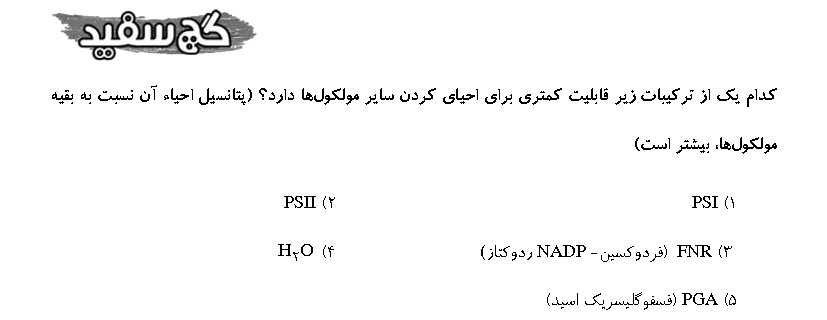 گچ سفید
کدام یک از ترکیبات زیر قابلیت کمتری برای احیای کردن سایر مولکول‌ها دارد؟ (پتانسیل احیاء آن نسبت به بقیه
مولکول‌ها، بیشتر است)
۱) PSI
۲) PSII
۳) FNR (فردوکسین - NADP ردوکتاز)
۴) H۲O
۵) PGA (فسفوگلیسریک اسید)